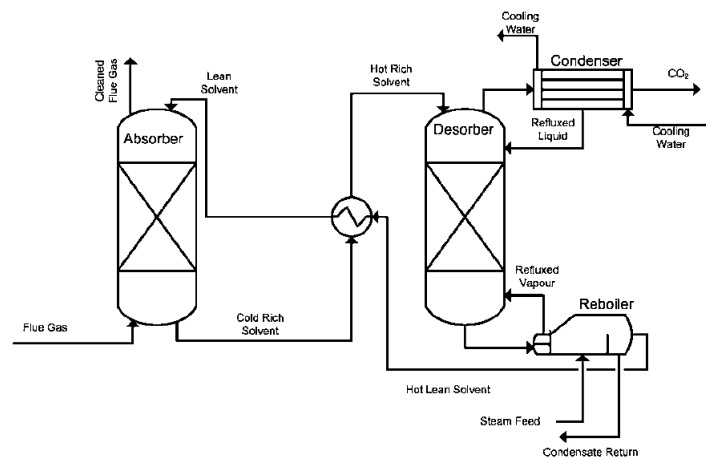 Cooling
Water
Condenser
CO₂
Cleaned
Flue Gas
Lean
Solvent
Hot Rich
Solvent
Absorber
Desorber
Refluxed
Liquid
Cooling
Water
Refluxed
Vapour
Reboiler
Cold Rich
Solvent
Flue Gas
Hot Lean Solvent
Steam Feed
Condensate Return